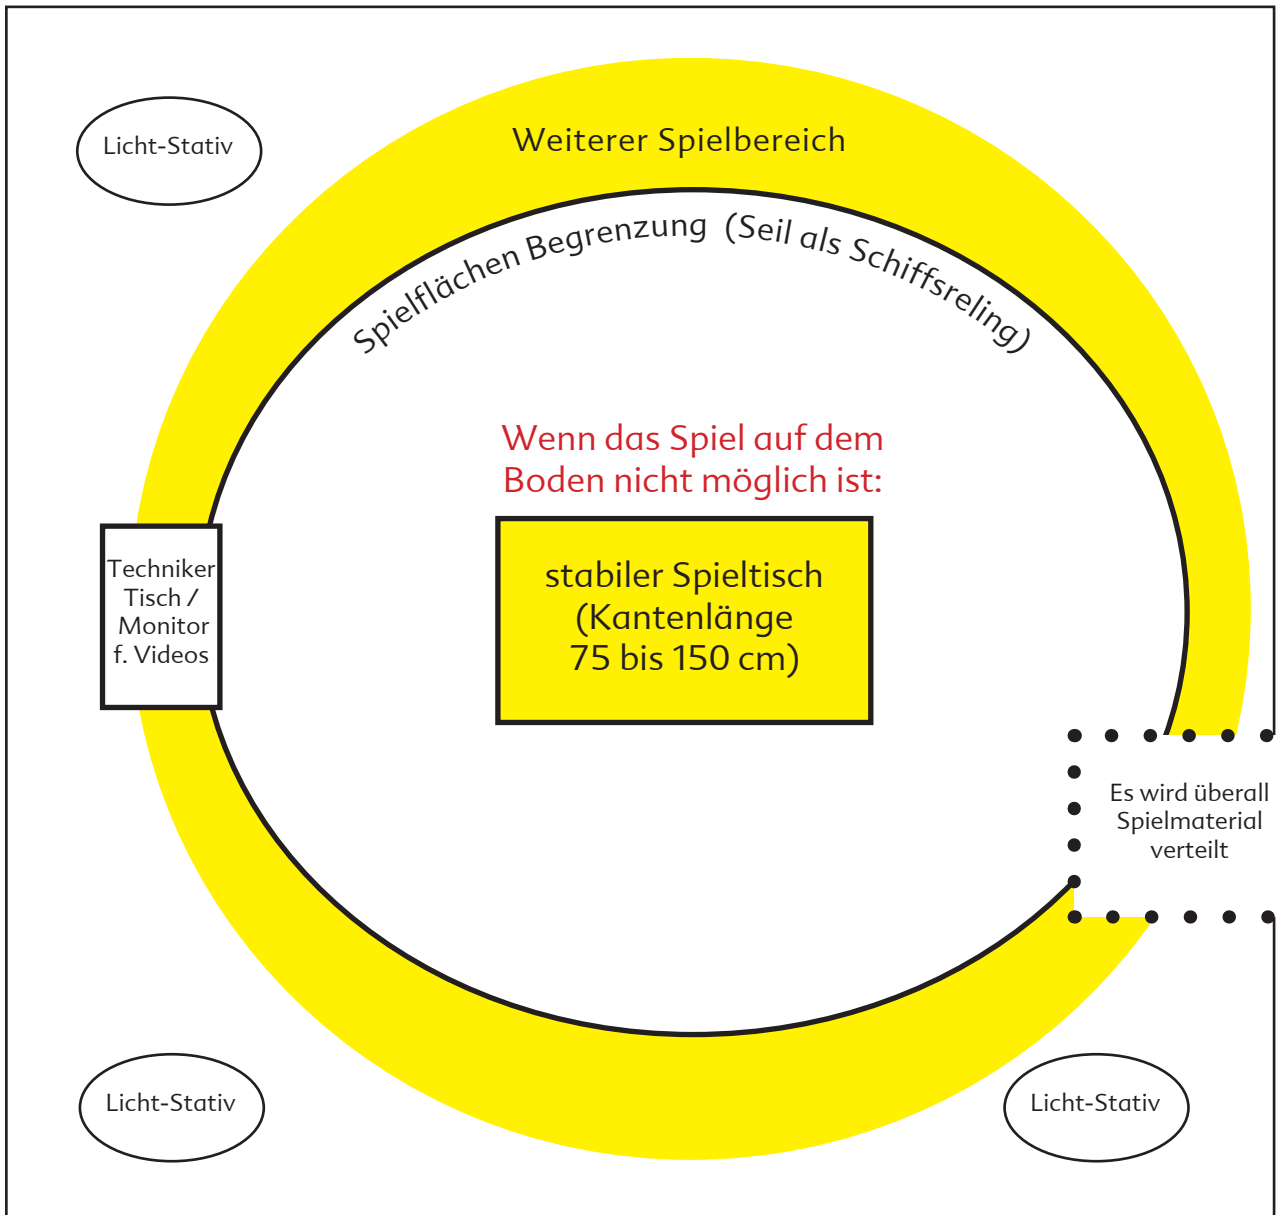 Licht-Stativ
Weiterer Spielbereich
Spielflächen Begrenzung (Seil als Schiffsreling)
Wenn das Spiel auf dem
Boden nicht möglich ist:
stabiler Spieltisch
(Kantenlänge
75 bis 150 cm)
Techniker
Tisch /
Monitor
f. Videos
Es wird überall
Spielmaterial
verteilt
Licht-Stativ
Licht-Stativ